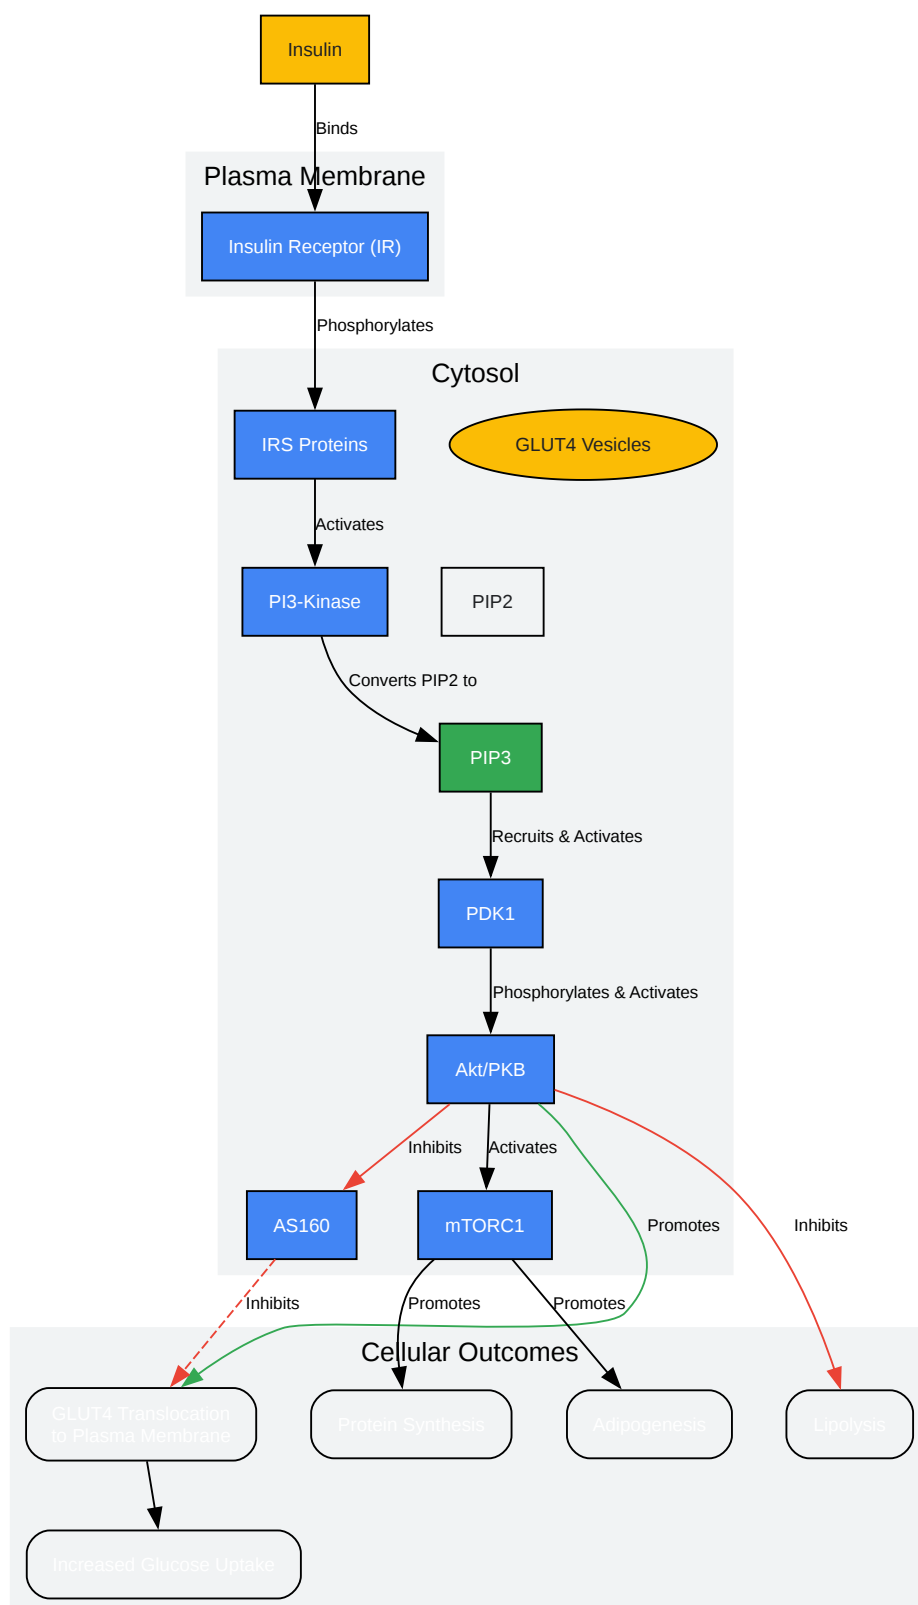 Insulin
Binds
Plasma Membrane
Insulin Receptor (IR)
Phosphorylates
Cytosol
IRS Proteins
GLUT4 Vesicles
Activates
PI3-Kinase
PIP2
Converts PIP2 to
PIP3
Recruits & Activates
PDK1
Phosphorylates & Activates
Akt/PKB
Inhibits
Activates
AS160
mTORC1
Promotes
Inhibits
Inhibits
Promotes
Promotes
Cellular Outcomes
GLUT4 Translocation
to Plasma Membrane
Protein Synthesis
Adipogenesis
Lipolysis
Increased Glucose Uptake